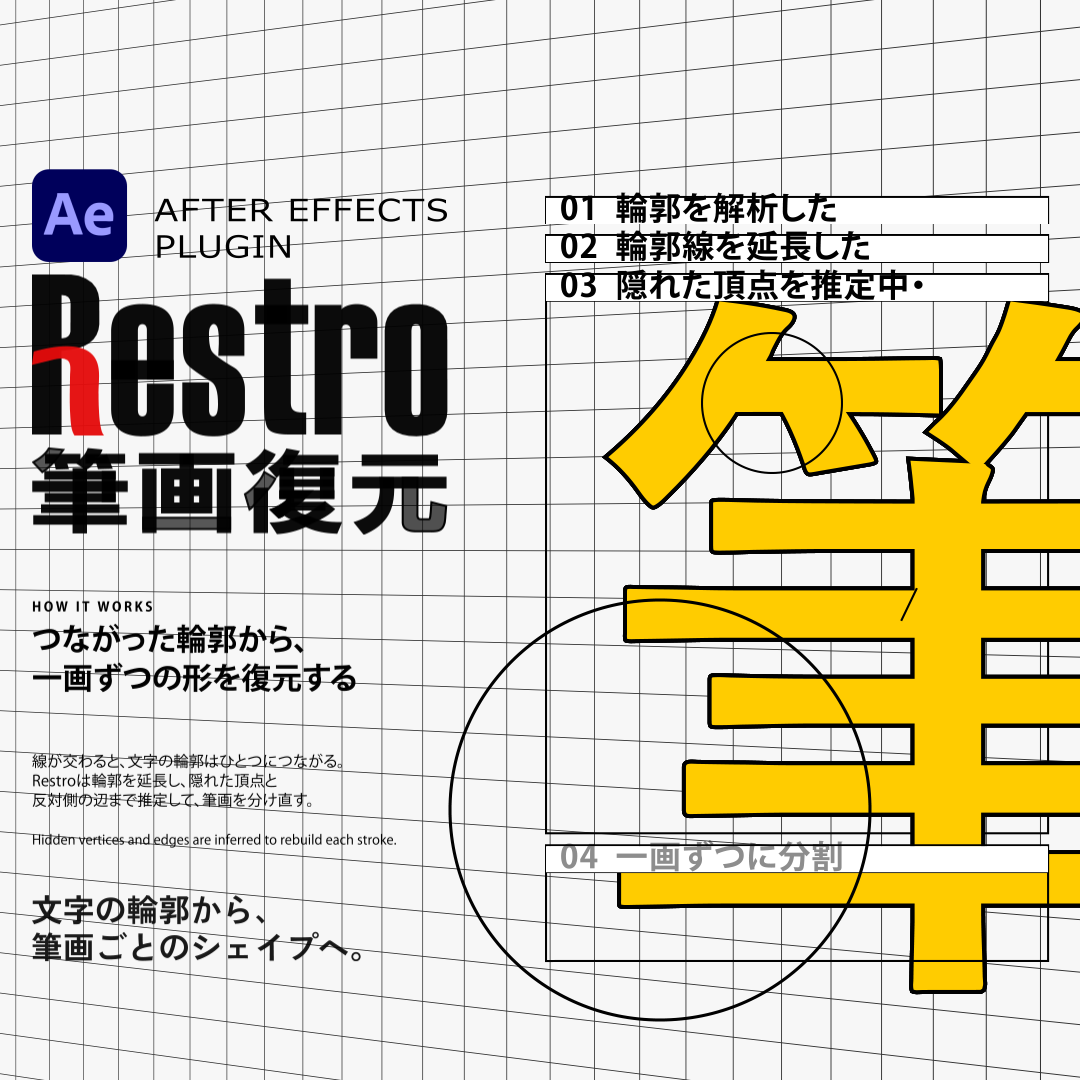 Ae
AFTER EFFECTS
PLUGIN
Restro
筆画復元
HOW IT WORKS
つながった輪郭から、
一画ずつの形を復元する
線が交わると、文字の輪郭はひとつにつながる。
Restroは輪郭を延長し、隠れた頂点と
反対側の辺まで推定して、筆画を分け直す。
Hidden vertices and edges are inferred to rebuild each stroke.
文字の輪郭から、
筆画ごとのシェイプへ。
01 輪郭を解析した
02 輪郭線を延長した
03 隠れた頂点を推定中・
筆
04 一画ずつに分割